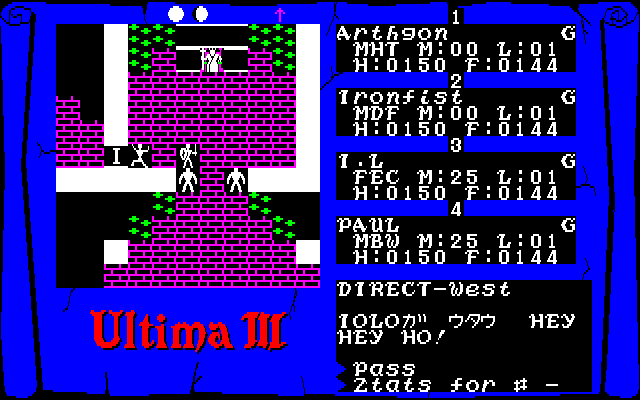 1
Arthgon G
MHT M:00 L:01
H:0150 F:0144
2
Ironfist G
MDF M:00 L:01
H:0150 F:0144
3
I.L G
FEC M:25 L:01
H:0150 F:0144
4
PAUL G
MBW M:25 L:01
H:0150 F:0144
I
DIRECT-West
IOLOガ ウタウ HEY
HEY HO!
Pass
Ztats for # -
Ultima III